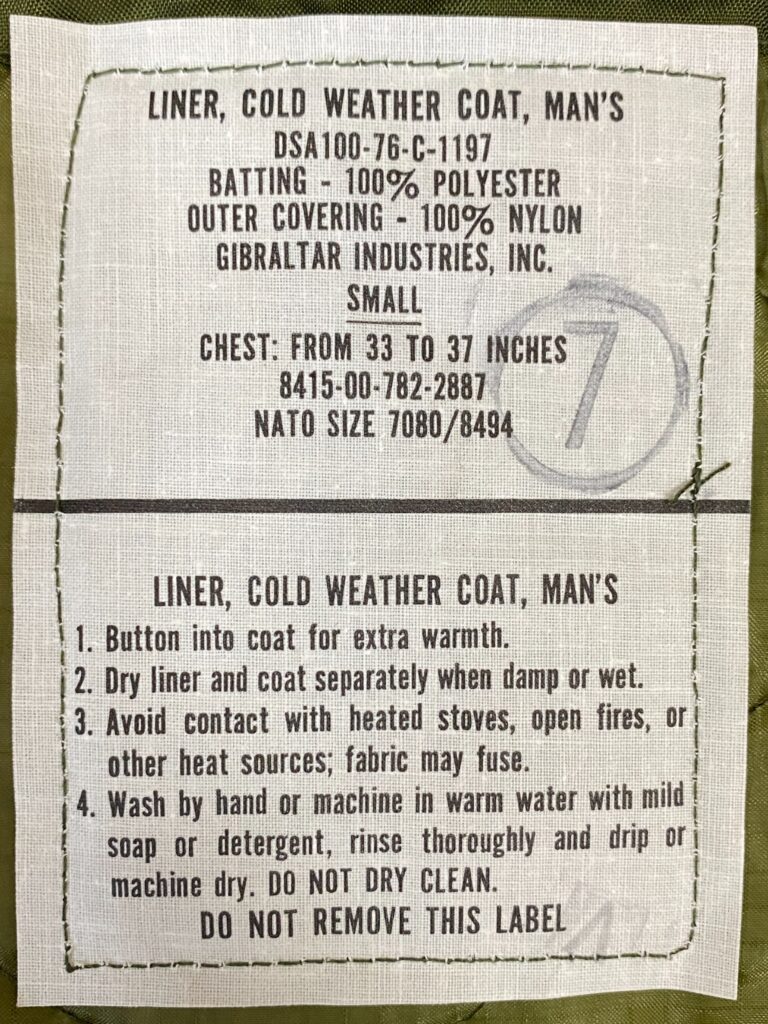 LINER, COLD WEATHER COAT, MAN'S
DSA100-76-C-1197
BATTING - 100% POLYESTER
OUTER COVERING - 100% NYLON
GIBRALTAR INDUSTRIES, INC.
SMALL
CHEST: FROM 33 TO 37 INCHES
8415-00-782-2887
NATO SIZE 7080/8494
7
LINER, COLD WEATHER COAT, MAN'S
1. Button into coat for extra warmth.
2. Dry liner and coat separately when damp or wet.
3. Avoid contact with heated stoves, open fires, or
other heat sources; fabric may fuse.
4. Wash by hand or machine in warm water with mild
soap or detergent, rinse thoroughly and drip or
machine dry. DO NOT DRY CLEAN.
DO NOT REMOVE THIS LABEL